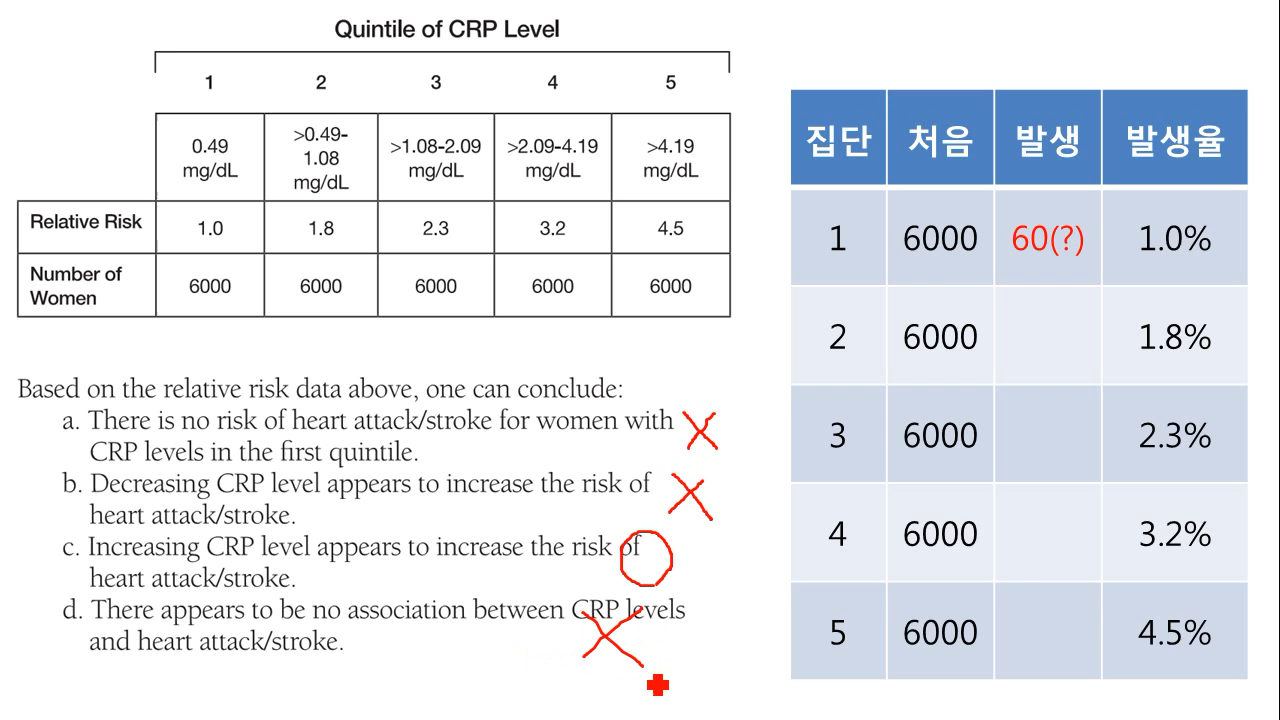 Quintile of CRP Level
1 2 3 4 5
0.49 mg/dL >0.49-1.08 mg/dL >1.08-2.09 mg/dL >2.09-4.19 mg/dL >4.19 mg/dL
Relative Risk 1.0 1.8 2.3 3.2 4.5
Number of Women 6000 6000 6000 6000 6000
Based on the relative risk data above, one can conclude:
a. There is no risk of heart attack/stroke for women with
CRP levels in the first quintile.
b. Decreasing CRP level appears to increase the risk of
heart attack/stroke.
c. Increasing CRP level appears to increase the risk of
heart attack/stroke.
d. There appears to be no association between CRP levels
and heart attack/stroke.
집단 처음 발생 발생율
1 6000 60(?) 1.0%
2 6000 1.8%
3 6000 2.3%
4 6000 3.2%
5 6000 4.5%